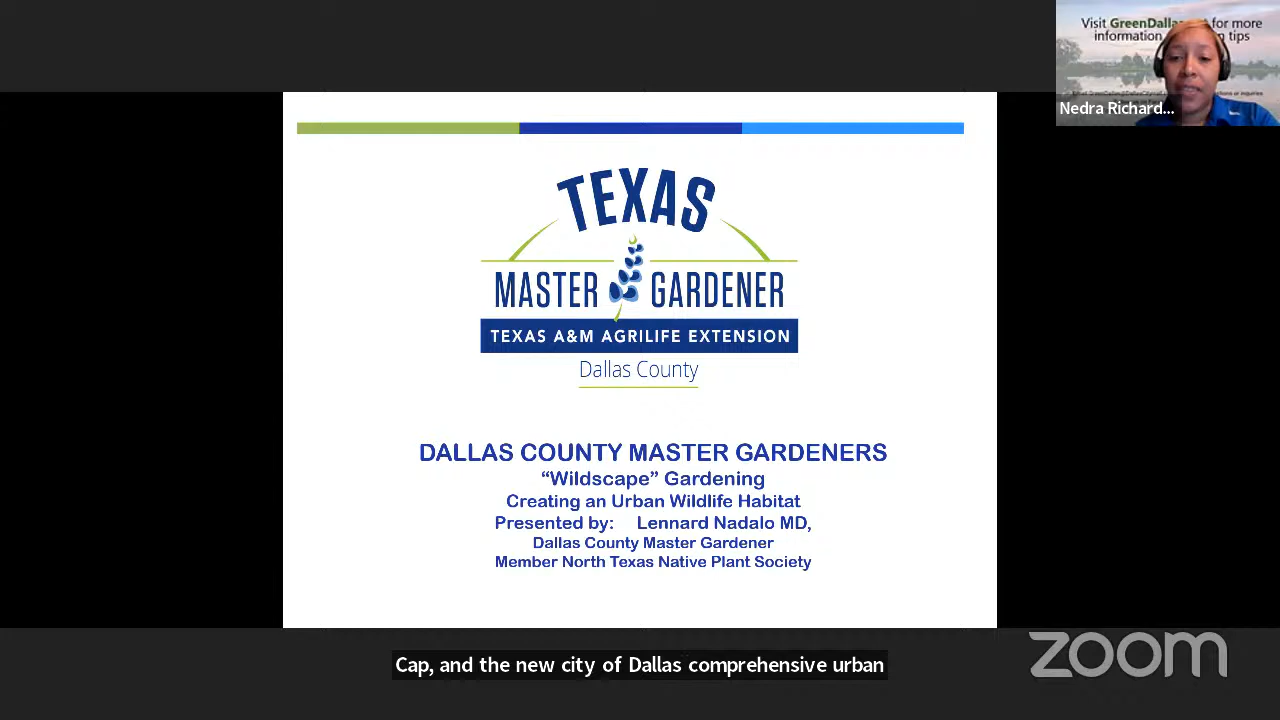 Visit GreenDallas for more
information tips
Nedra Richard...
TEXAS
MASTER GARDENER
TEXAS A&M AGRILIFE EXTENSION
Dallas County
DALLAS COUNTY MASTER GARDENERS
“Wildscape” Gardening
Creating an Urban Wildlife Habitat
Presented by: Lennard Nadalo MD,
Dallas County Master Gardener
Member North Texas Native Plant Society
Cap, and the new city of Dallas comprehensive urban
zoom